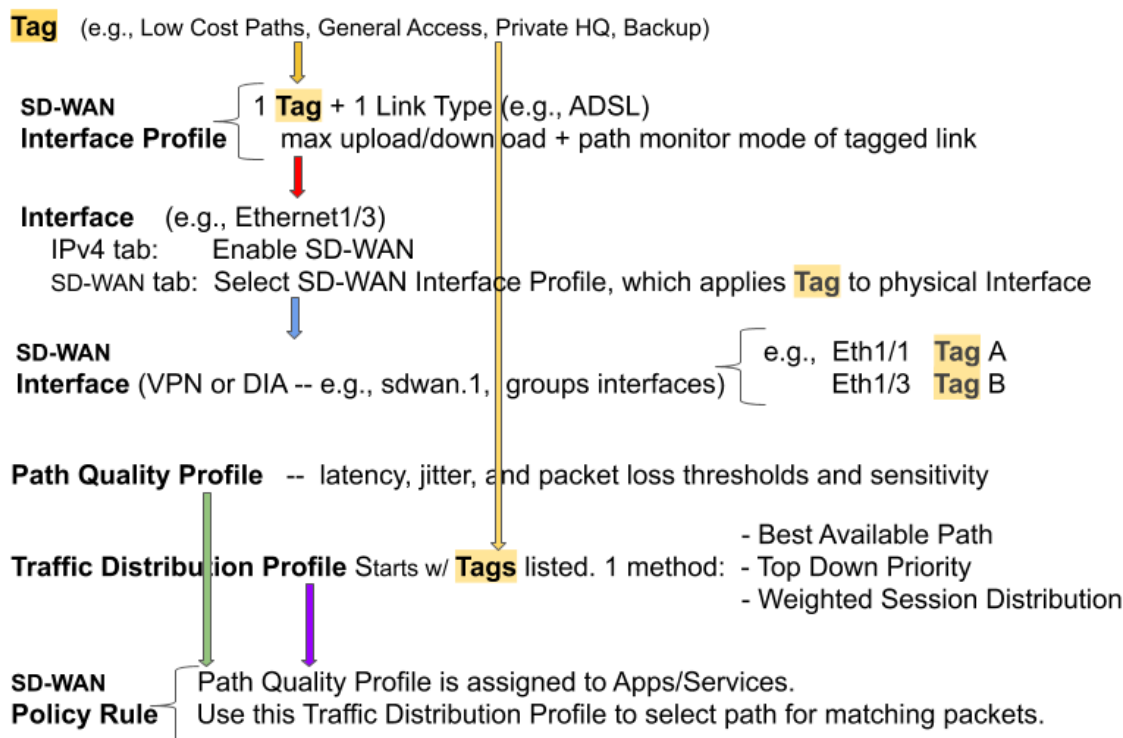 Tag (e.g., Low Cost Paths, General Access, Private HQ, Backup)
SD-WAN
Interface Profile
1 Tag + 1 Link Type (e.g., ADSL)
max upload/download + path monitor mode of tagged link
Interface (e.g., Ethernet1/3)
IPv4 tab: Enable SD-WAN
SD-WAN tab: Select SD-WAN Interface Profile, which applies Tag to physical Interface
SD-WAN
Interface (VPN or DIA -- e.g., sdwan.1, groups interfaces)
e.g., Eth1/1 Tag A
Eth1/3 Tag B
Path Quality Profile -- latency, jitter, and packet loss thresholds and sensitivity
Traffic Distribution Profile Starts w/ Tags listed. 1 method:
- Best Available Path
- Top Down Priority
- Weighted Session Distribution
SD-WAN
Policy Rule
Path Quality Profile is assigned to Apps/Services.
Use this Traffic Distribution Profile to select path for matching packets.